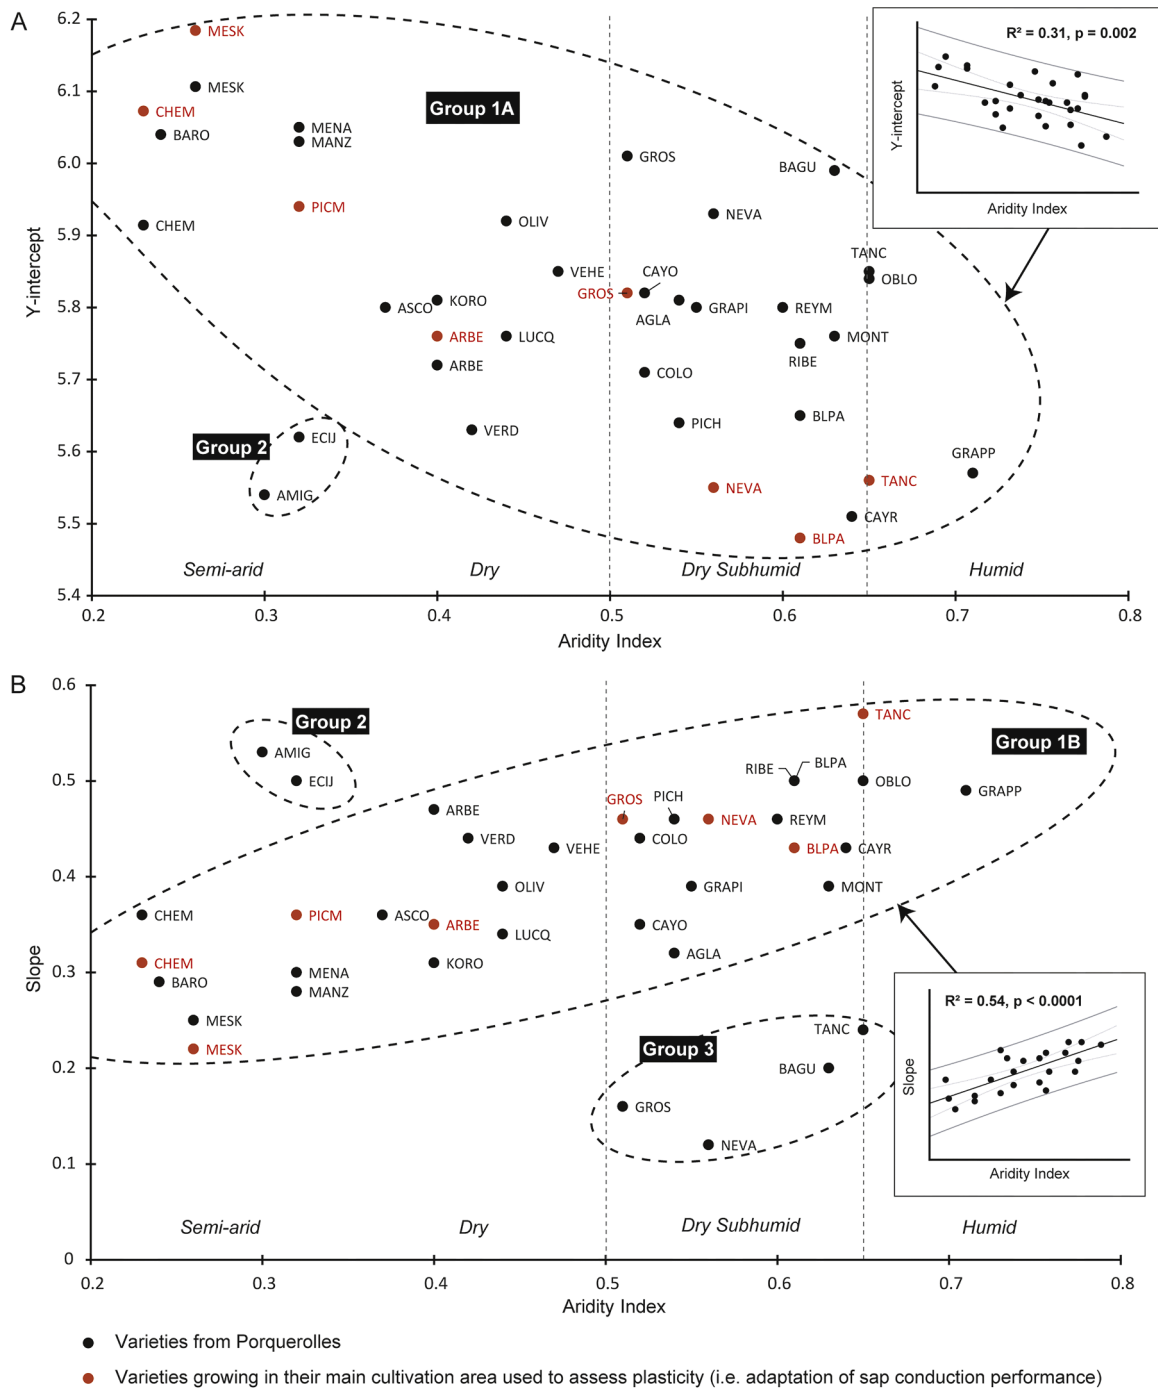 A
6.2
6.1
6.0
5.9
5.8
5.7
5.6
5.5
5.4
Y-intercept
MESK
MESK
CHEM
BARO
MENA
MANZ
Group 1A
GROS
BAGU
PICM
CHEM
OLIV
NEVA
VEHE
CAYO
TANC
OBLO
GROS
ASCO
KORO
AGLA
GRAPI
REYM
ARBE
LUCQ
MONT
ARBE
RIBE
COLO
VERD
PICH
BLPA
ECIJ
Group 2
AMIG
GRAPP
NEVA
TANC
CAYR
BLPA
Semi-arid
Dry
Dry Subhumid
Humid
0.2
0.3
0.4
0.5
0.6
0.7
0.8
Aridity Index
R² = 0.31, p = 0.002
Y-intercept
Aridity Index
B
0.6
0.5
0.4
0.3
0.2
0.1
0
Slope
Group 2
AMIG
ECIJ
TANC
Group 1B
RIBE
BLPA
OBLO
GRAPP
GROS
PICH
ARBE
NEVA
REYM
VERD
COLO
VEHE
BLPA
CAYR
OLIV
GRAPI
MONT
CHEM
PICM
ASCO
ARBE
CAYO
LUCQ
AGLA
CHEM
KORO
BARO
MENA
MANZ
MESK
MESK
TANC
Group 3
BAGU
GROS
NEVA
Semi-arid
Dry
Dry Subhumid
Humid
0.2
0.3
0.4
0.5
0.6
0.7
0.8
Aridity Index
R² = 0.54, p < 0.0001
Slope
Aridity Index
Varieties from Porquerolles
Varieties growing in their main cultivation area used to assess plasticity (i.e. adaptation of sap conduction performance)